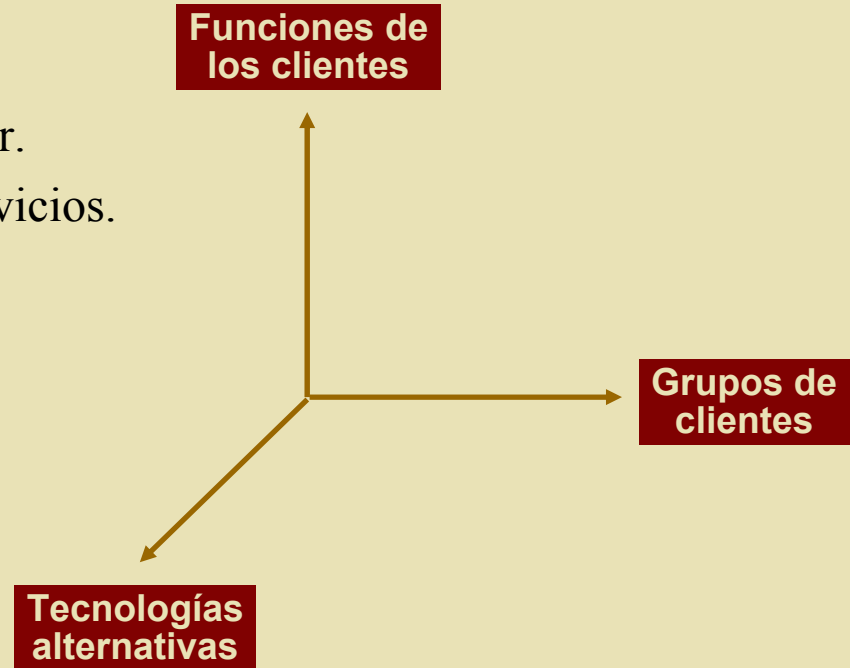 Funciones de
los clientes
r.
vicios.
Grupos de
clientes
Tecnologías
alternativas